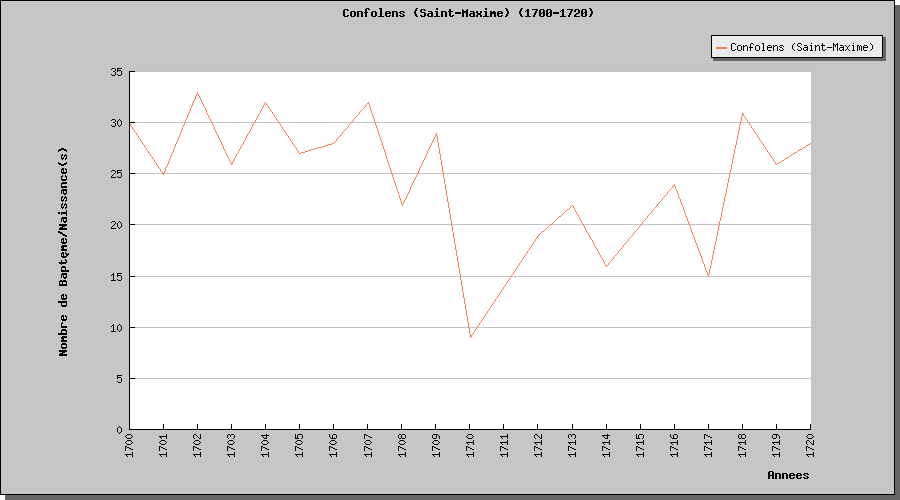 Confolens (Saint-Maxime) (1700-1720)
Confolens (Saint-Maxime)
Nombre de Baptęme/Naissance(s)
35
30
25
20
15
10
5
0
1700 1701 1702 1703 1704 1705 1706 1707 1708 1709 1710 1711 1712 1713 1714 1715 1716 1717 1718 1719 1720
Annees